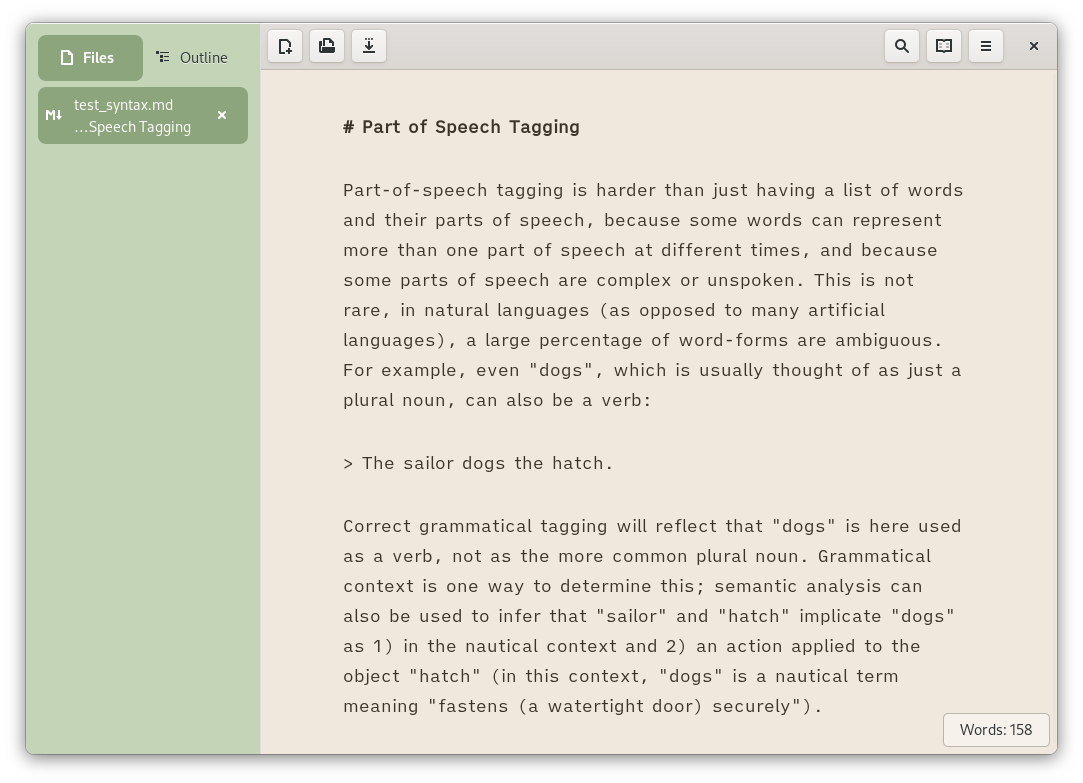 Files
Outline
M↓
test_syntax.md
...Speech Tagging
# Part of Speech Tagging
Part-of-speech tagging is harder than just having a list of words
and their parts of speech, because some words can represent
more than one part of speech at different times, and because
some parts of speech are complex or unspoken. This is not
rare, in natural languages (as opposed to many artificial
languages), a large percentage of word-forms are ambiguous.
For example, even "dogs", which is usually thought of as just a
plural noun, can also be a verb:
> The sailor dogs the hatch.
Correct grammatical tagging will reflect that "dogs" is here used
as a verb, not as the more common plural noun. Grammatical
context is one way to determine this; semantic analysis can
also be used to infer that "sailor" and "hatch" implicate "dogs"
as 1) in the nautical context and 2) an action applied to the
object "hatch" (in this context, "dogs" is a nautical term
meaning "fastens (a watertight door) securely").
Words: 158